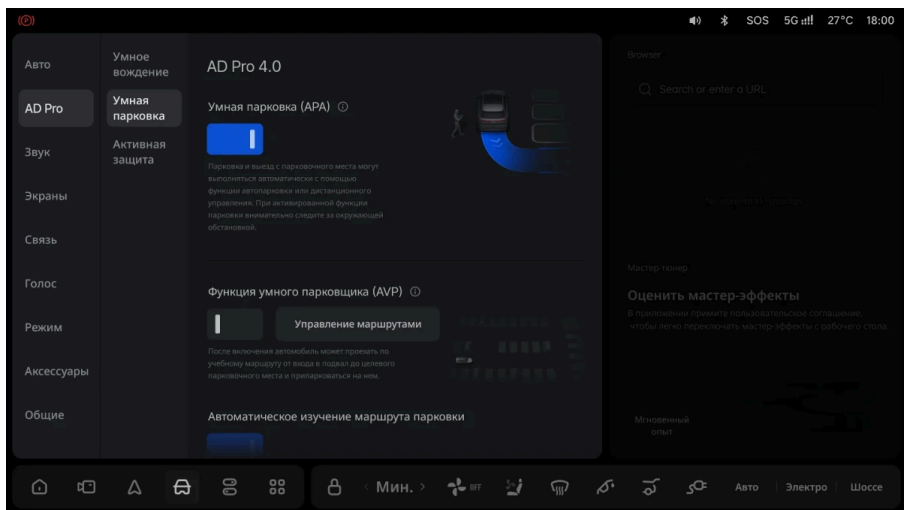 SOS 5G 27°C 18:00
Авто
AD Pro
Звук
Экраны
Связь
Голос
Режим
Аксессуары
Общие
Умное
вождение
Умная
парковка
Активная
защита
AD Pro 4.0
Умная парковка (APA)
Парковка и выезд с парковочного места могут
выполняться автоматически с помощью
функции автопарковки или дистанционного
управления. При активированной функции
парковки внимательно следите за окружающей
обстановкой.
Функция умного парковщика (AVP)
Управление маршрутами
После включения автомобиль может проехать по
учебному маршруту от входа в подвал до целевого
парковочного места и припарковаться на нем.
Автоматическое изучение маршрута парковки
Browser
Search or enter a URL
Мастер-тюнер
Оценить мастер-эффекты
В приложении примите пользовательское соглашение,
чтобы легко переключать мастер-эффекты с рабочего стола
Мгновенный
опыт
< Мин. > OFF Авто Электро Шоссе